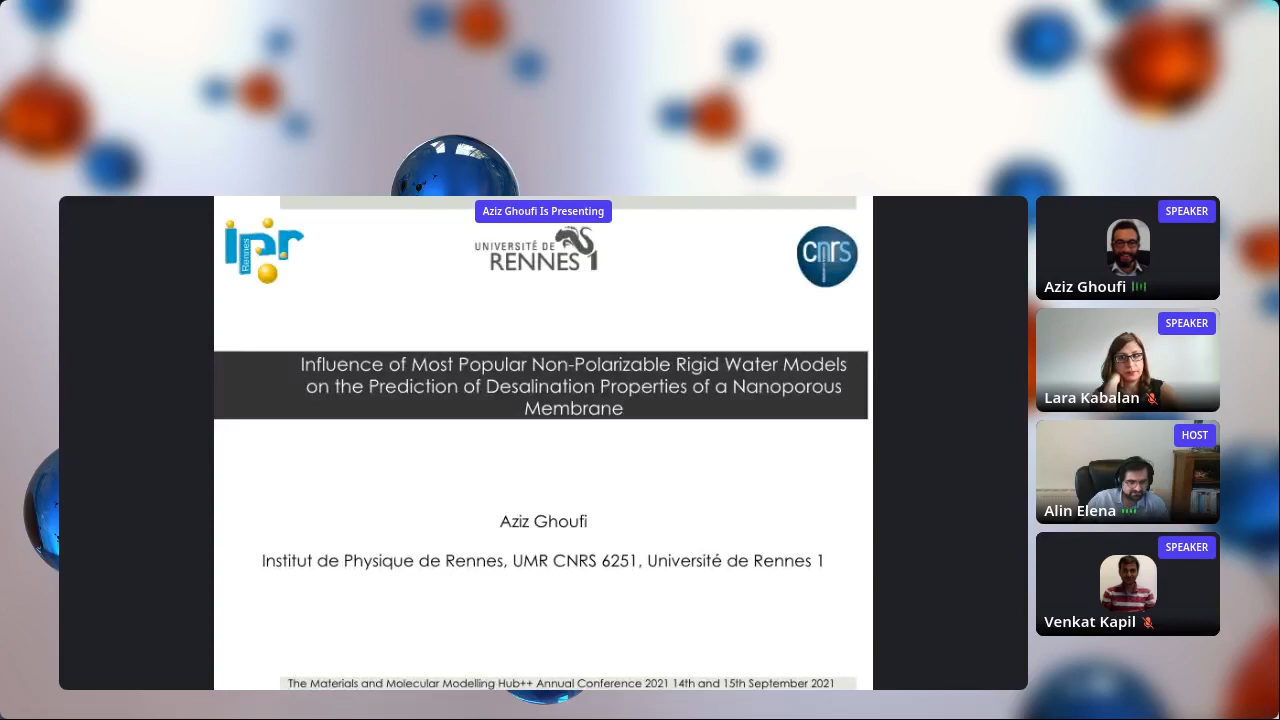 Aziz Ghoufi Is Presenting
ipr
Rennes
UNIVERSITÉ DE
RENNES 1
cnrs
Influence of Most Popular Non-Polarizable Rigid Water Models
on the Prediction of Desalination Properties of a Nanoporous
Membrane
Aziz Ghoufi
Institut de Physique de Rennes, UMR CNRS 6251, Université de Rennes 1
The Materials and Molecular Modelling Hub++ Annual Conference 2021 14th and 15th September 2021
SPEAKER
Aziz Ghoufi
SPEAKER
Lara Kabalan
HOST
Alin Elena
SPEAKER
Venkat Kapil